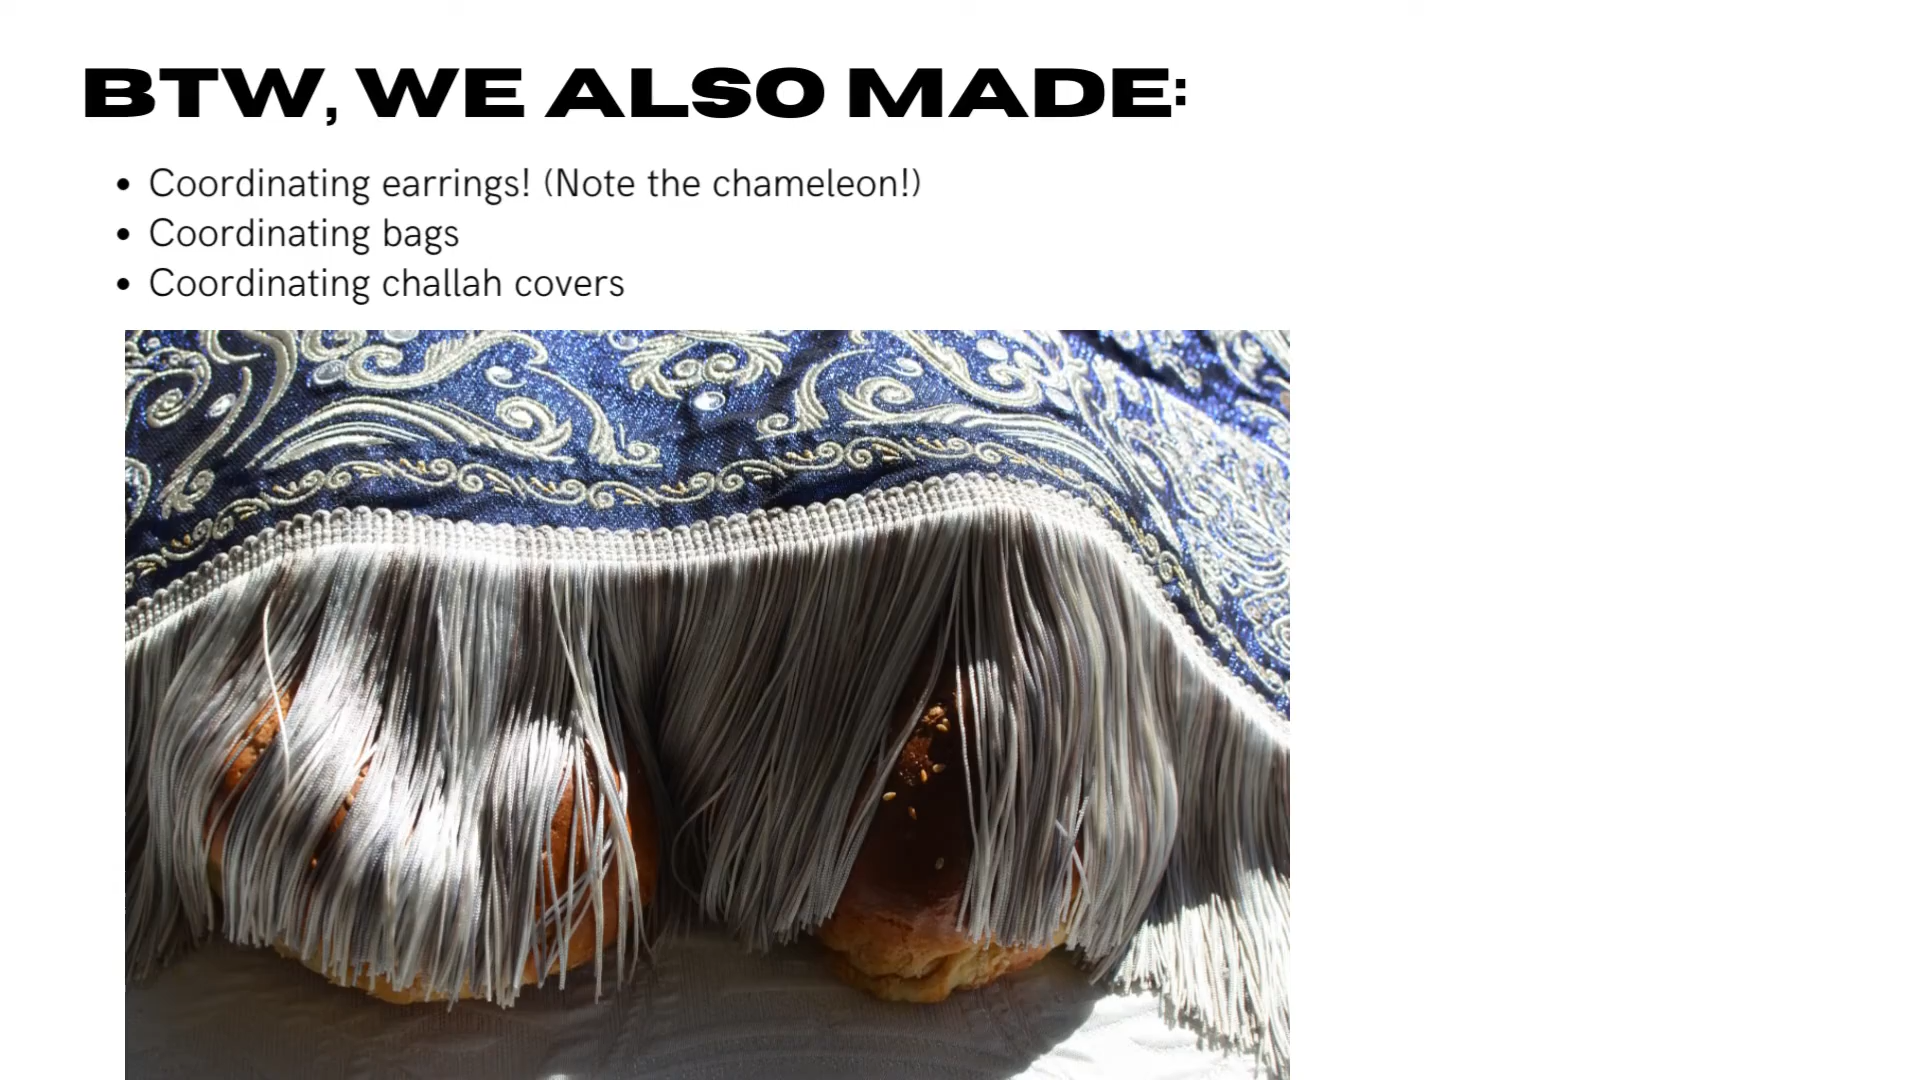 BTW, WE ALSO MADE:
• Coordinating earrings! (Note the chameleon!)
• Coordinating bags
• Coordinating challah covers